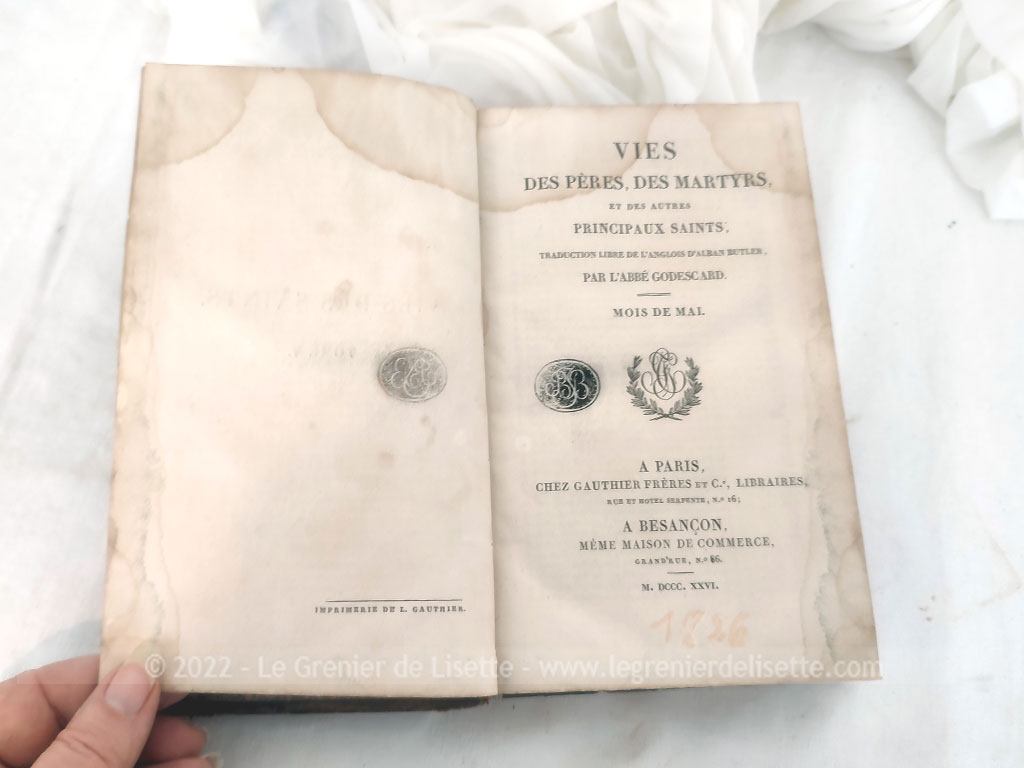 IMPRIMERIE DE L. GAUTHIER.
VIES
DES PÈRES, DES MARTYRS,
ET DES AUTRES
PRINCIPAUX SAINTS,
TRADUCTION LIBRE DE L'ANGLOIS D'ALBAN BUTLER,
PAR L'ABBÉ GODESCARD.
MOIS DE MAI.
A PARIS,
CHEZ GAUTHIER FRÈRES ET C.ᵉ, LIBRAIRES,
RUE ET HOTEL SERPENTE, N.º 16;
A BESANÇON,
MÊME MAISON DE COMMERCE,
GRAND'RUE, N.º 86.
M. DCCC. XXVI.
1826
© 2022 - Le Grenier de Lisette - www.legrenierdelisette.com